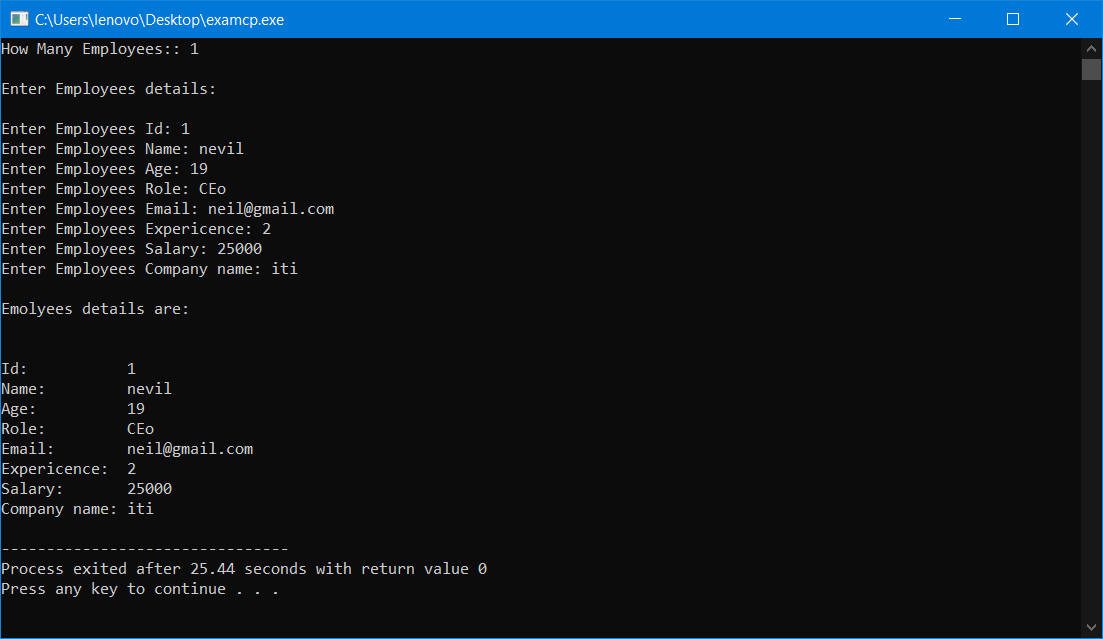 C:\Users\lenovo\Desktop\examcp.exe
How Many Employees:: 1
Enter Employees details:
Enter Employees Id: 1
Enter Employees Name: nevil
Enter Employees Age: 19
Enter Employees Role: CEo
Enter Employees Email: neil@gmail.com
Enter Employees Expericence: 2
Enter Employees Salary: 25000
Enter Employees Company name: iti
Emolyees details are:
Id: 1
Name: nevil
Age: 19
Role: CEo
Email: neil@gmail.com
Expericence: 2
Salary: 25000
Company name: iti
--------------------------------
Process exited after 25.44 seconds with return value 0
Press any key to continue . . .